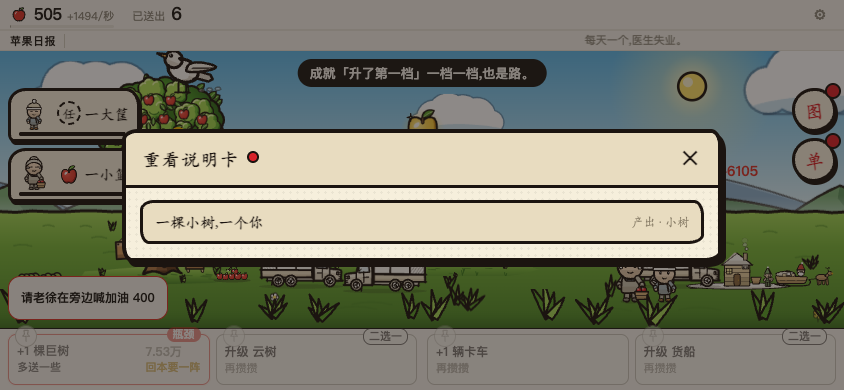 505 +1494/秒 已送出 6
苹果日报 每天一个,医生失业。
成就「升了第一档」一档一档,也是路。
任 一大筐
图
重看说明卡
单
一小
6105
一棵小树,一个你 产出·小树
请老徐在旁边喊加油 400
瓶颈
二选一
二选一
+1 棵巨树 7.53万
升级 云树
+1 辆卡车
升级 货船
多送一些 回本要一阵
再攒攒
再攒攒
再攒攒